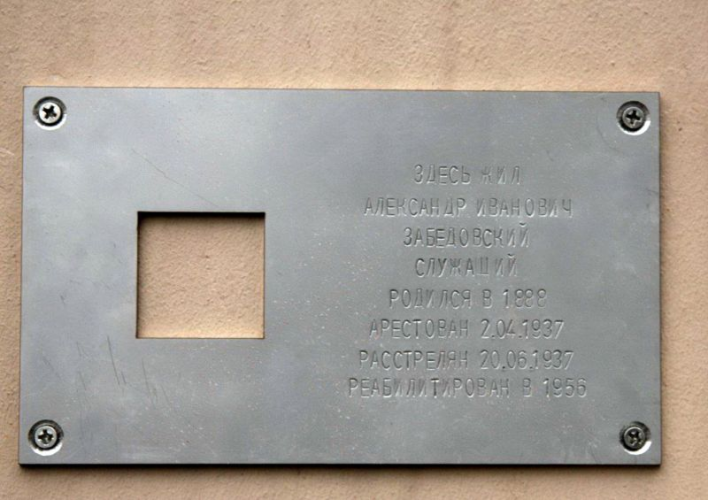 ЗДЕСЬ ЖИЛ
АЛЕКСАНДР ИВАНОВИЧ
ЗАБЕДОВСКИЙ
СЛУЖАЩИЙ
РОДИЛСЯ В 1888
АРЕСТОВАН 2.04.1937
РАССТРЕЛЯН 20.06.1937
РЕАБИЛИТИРОВАН В 1956